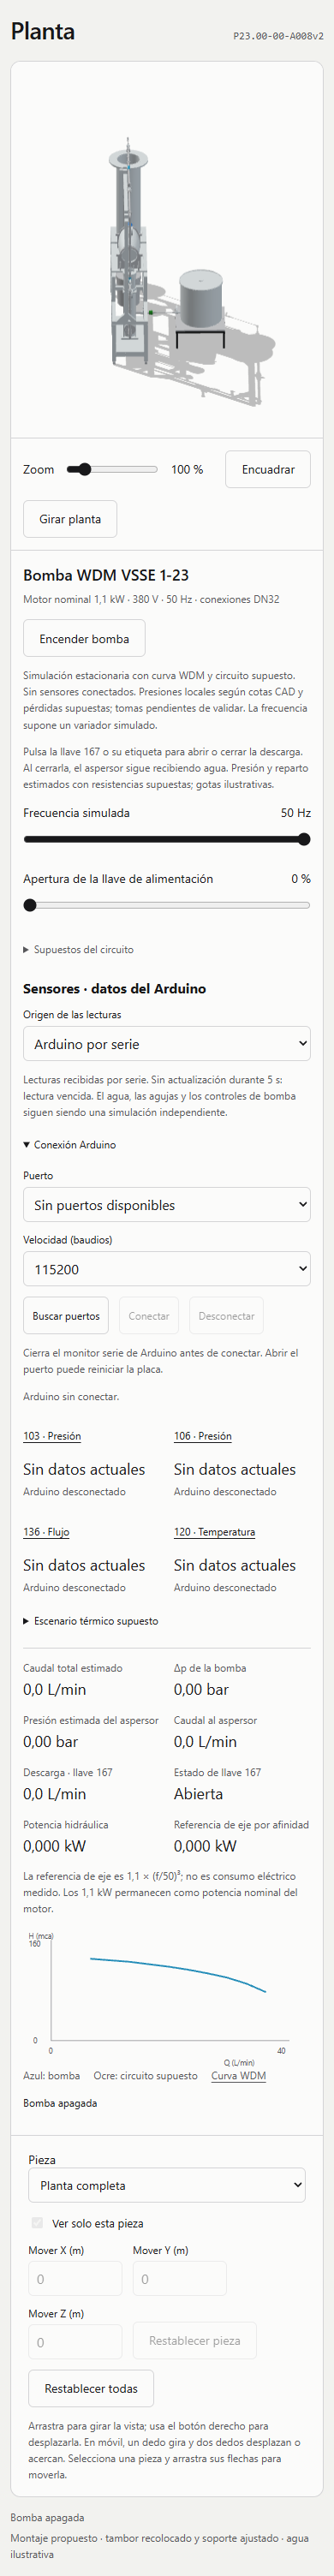 Planta
P23.00-00-A008v2
Zoom
100 %
Encuadrar
Girar planta
Bomba WDM VSSE 1-23
Motor nominal 1,1 kW · 380 V · 50 Hz · conexiones DN32
Encender bomba
Simulación estacionaria con curva WDM y circuito supuesto.
Sin sensores conectados. Presiones locales según cotas CAD y
pérdidas supuestas; tomas pendientes de validar. La frecuencia
supone un variador simulado.
Pulsa la llave 167 o su etiqueta para abrir o cerrar la descarga.
Al cerrarla, el aspersor sigue recibiendo agua. Presión y reparto
estimados con resistencias supuestas; gotas ilustrativas.
Frecuencia simulada
50 Hz
Apertura de la llave de alimentación
0 %
Supuestos del circuito
Sensores · datos del Arduino
Origen de las lecturas
Arduino por serie
Lecturas recibidas por serie. Sin actualización durante 5 s:
lectura vencida. El agua, las agujas y los controles de bomba
siguen siendo una simulación independiente.
Conexión Arduino
Puerto
Sin puertos disponibles
Velocidad (baudios)
115200
Buscar puertos
Conectar
Desconectar
Cierra el monitor serie de Arduino antes de conectar. Abrir el
puerto puede reiniciar la placa.
Arduino sin conectar.
103 · Presión
106 · Presión
Sin datos actuales
Sin datos actuales
Arduino desconectado
Arduino desconectado
136 · Flujo
120 · Temperatura
Sin datos actuales
Sin datos actuales
Arduino desconectado
Arduino desconectado
Escenario térmico supuesto
Caudal total estimado
Δp de la bomba
0,0 L/min
0,00 bar
Presión estimada del aspersor
Caudal al aspersor
0,00 bar
0,0 L/min
Descarga · llave 167
Estado de llave 167
0,0 L/min
Abierta
Potencia hidráulica
Referencia de eje por afinidad
0,000 kW
0,000 kW
La referencia de eje es 1,1 × (f/50)³; no es consumo eléctrico
medido. Los 1,1 kW permanecen como potencia nominal del
motor.
H (mca)
160
0
0
40
Q (L/min)
Azul: bomba
Ocre: circuito supuesto
Curva WDM
Bomba apagada
Pieza
Planta completa
Ver solo esta pieza
Mover X (m)
Mover Y (m)
0
0
Mover Z (m)
0
Restablecer pieza
Restablecer todas
Arrastra para girar la vista; usa el botón derecho para
desplazarla. En móvil, un dedo gira y dos dedos desplazan o
acercan. Selecciona una pieza y arrastra sus flechas para
moverla.
Bomba apagada
Montaje propuesto · tambor recolocado y soporte ajustado · agua
ilustrativa